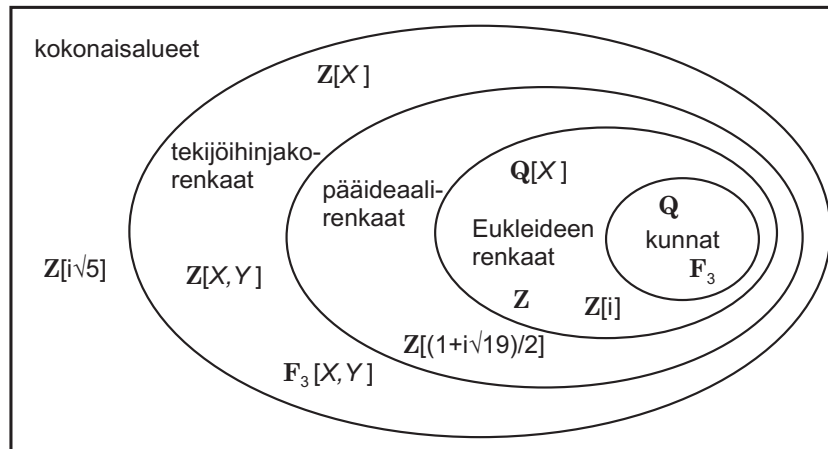 kokonaisalueet
Z[X]
tekijöihinjako-
renkaat
pääideaali-
renkaat
Q[X]
Q
kunnat
F₃
Eukleideen
renkaat
Z[i√5]
Z[X,Y]
Z
Z[i]
Z[(1+i√19)/2]
F₃[X,Y]